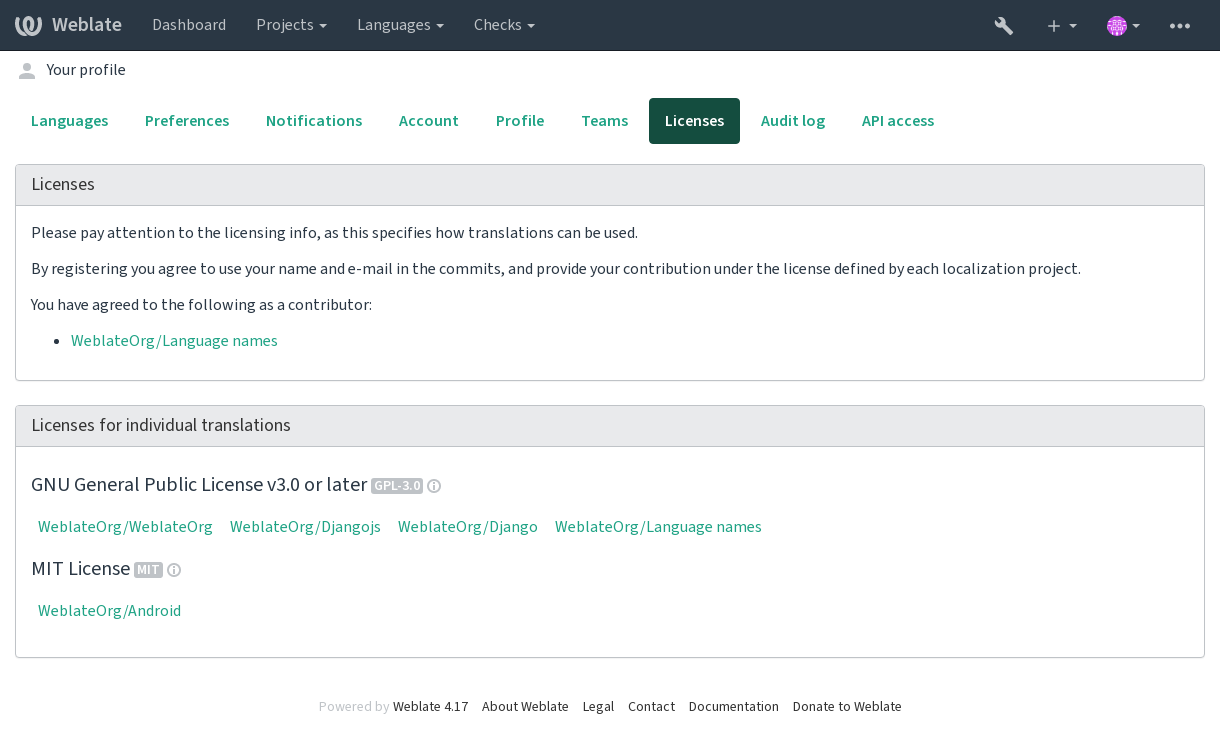 Weblate Dashboard Projects Languages Checks
Your profile
Languages Preferences Notifications Account Profile Teams Licenses Audit log API access
Licenses
Please pay attention to the licensing info, as this specifies how translations can be used.
By registering you agree to use your name and e-mail in the commits, and provide your contribution under the license defined by each localization project.
You have agreed to the following as a contributor:
WeblateOrg/Language names
Licenses for individual translations
GNU General Public License v3.0 or later GPL-3.0
WeblateOrg/WeblateOrg WeblateOrg/Djangojs WeblateOrg/Django WeblateOrg/Language names
MIT License MIT
WeblateOrg/Android
Powered by Weblate 4.17 About Weblate Legal Contact Documentation Donate to Weblate